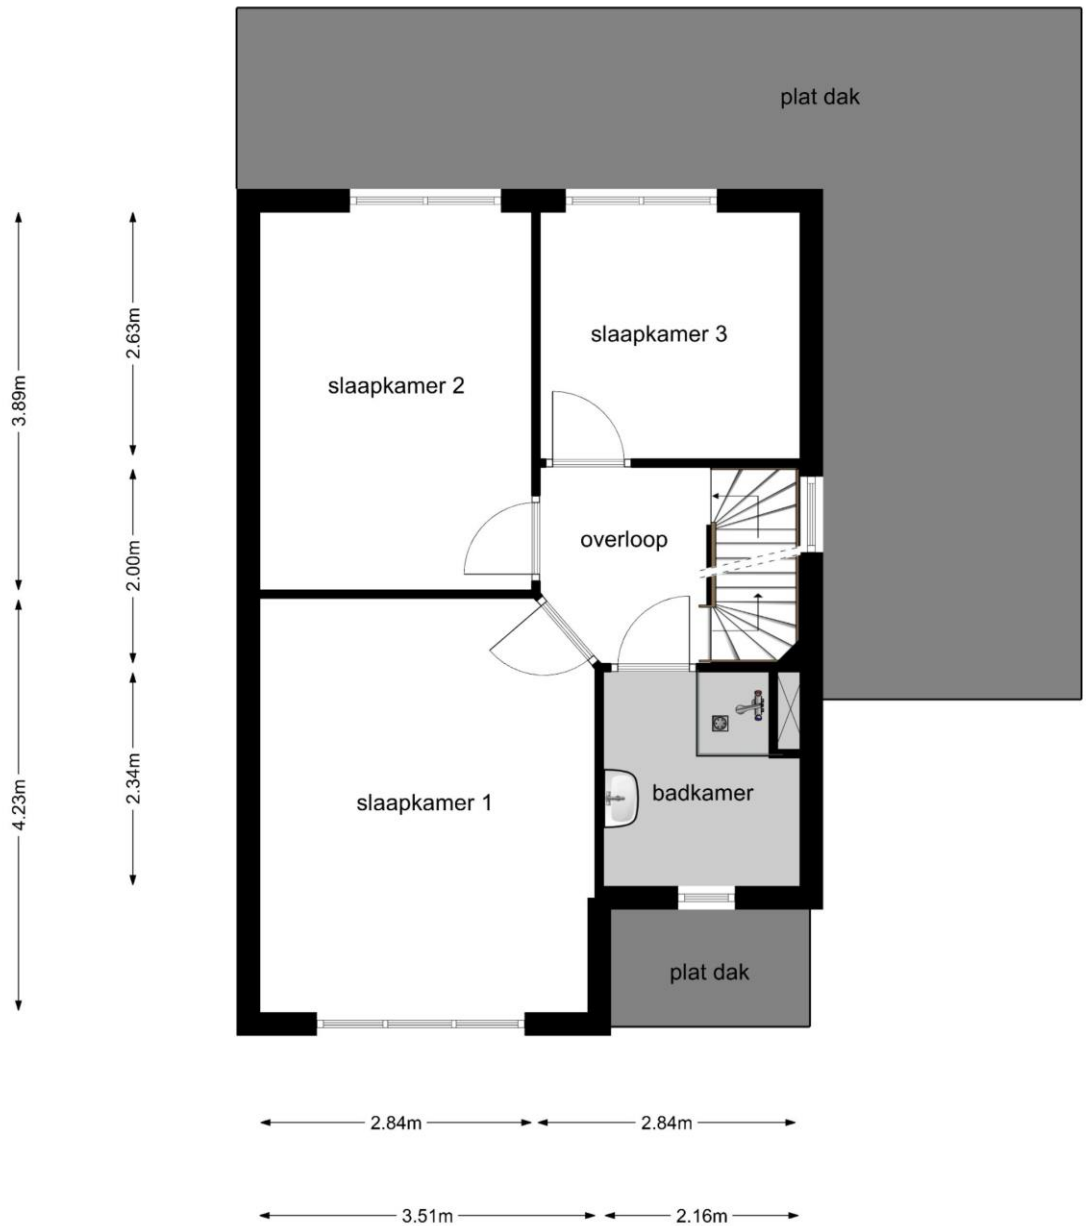 plat dak
slaapkamer 3
slaapkamer 2
overloop
slaapkamer 1
badkamer
plat dak
3.89m
4.23m
2.63m
2.00m
2.34m
2.84m
2.84m
3.51m
2.16m